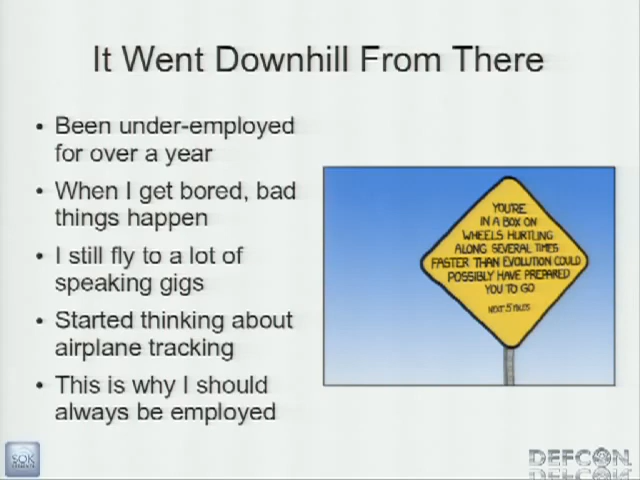 It Went Downhill From There
• Been under-employed
for over a year
• When I get bored, bad
things happen
• I still fly to a lot of
speaking gigs
• Started thinking about
airplane tracking
• This is why I should
always be employed
YOU'RE
IN A BOX ON
WHEELS HURTLING
ALONG SEVERAL TIMES
FASTER THAN EVOLUTION COULD
POSSIBLY HAVE PREPARED
YOU TO GO
NEXT 5 MILES
SOK
DEFCON